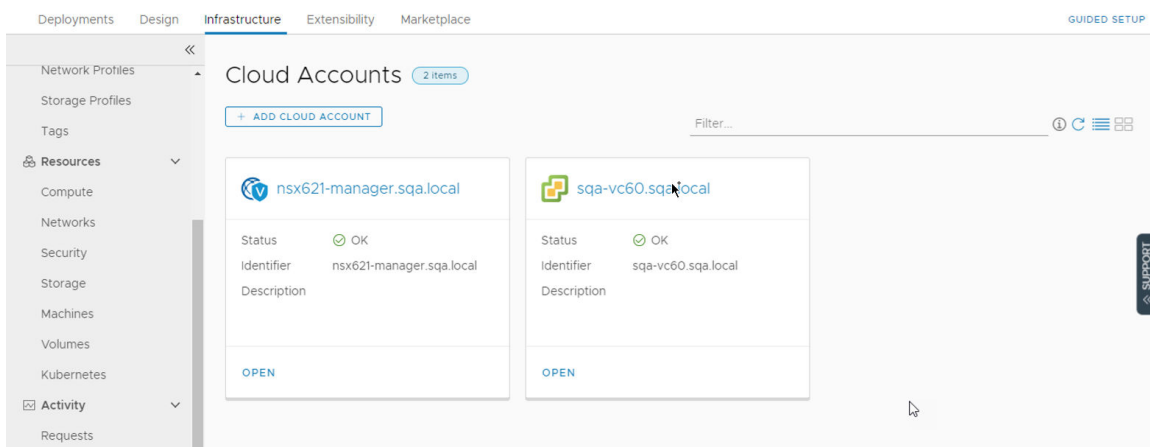 Deployments Design Infrastructure Extensibility Marketplace GUIDED SETUP
Network Profiles
Storage Profiles
Tags
Resources
Compute
Networks
Security
Storage
Machines
Volumes
Kubernetes
Activity
Requests
Cloud Accounts 2 items
+ ADD CLOUD ACCOUNT
Filter...
nsx621-manager.sqa.local
Status OK
Identifier nsx621-manager.sqa.local
Description
OPEN
sqa-vc60.sqa.local
Status OK
Identifier sqa-vc60.sqa.local
Description
OPEN
SUPPORT